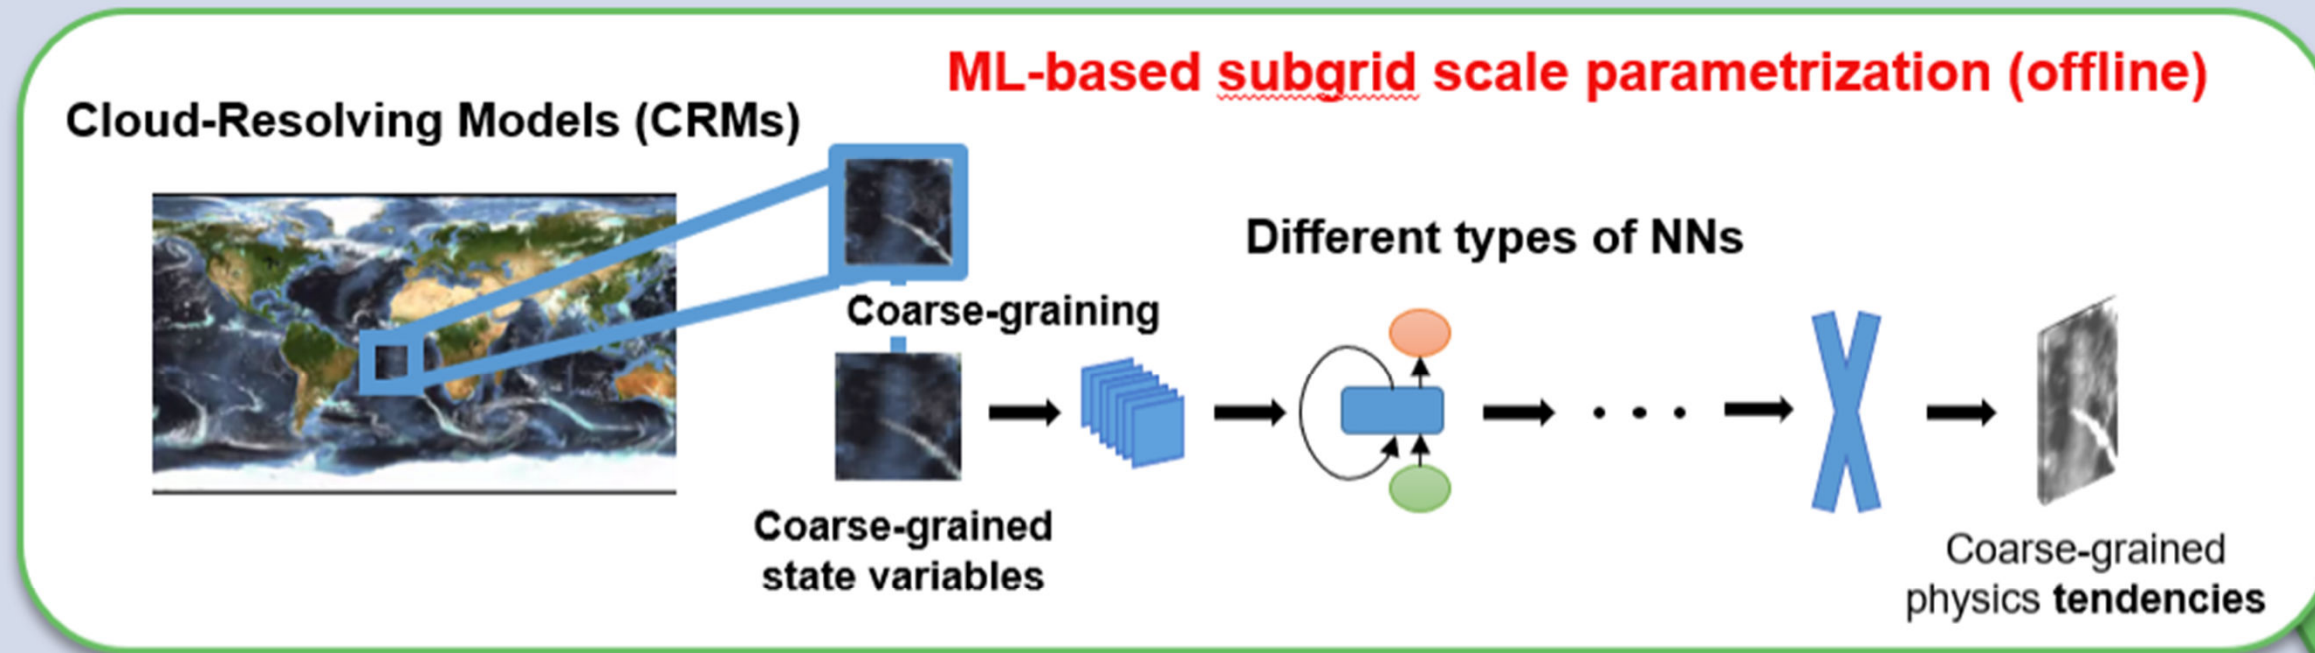 ML-based subgrid scale parametrization (offline)
Cloud-Resolving Models (CRMs)
Different types of NNs
Coarse-graining
Coarse-grained
state variables
Coarse-grained
physics tendencies